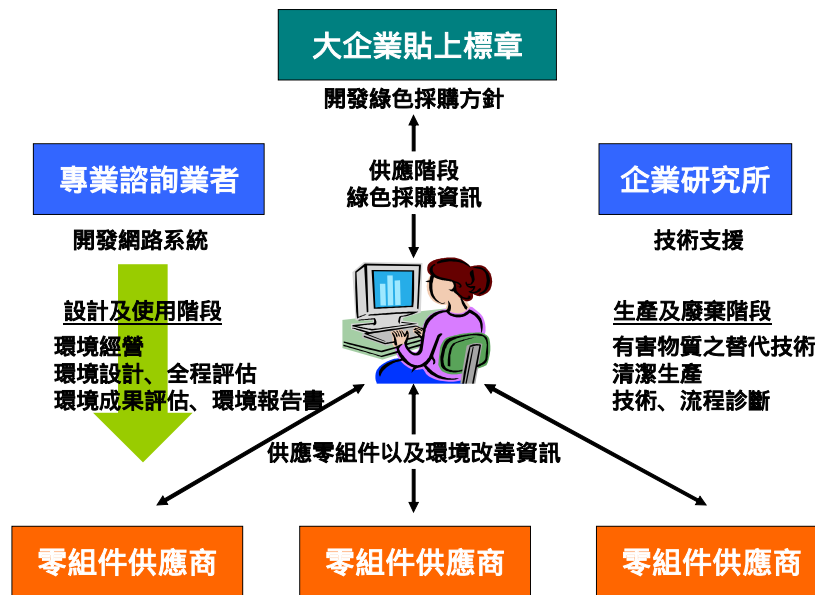 大企業貼上標章
開發綠色採購方針
供應階段
綠色採購資訊
專業諮詢業者
開發網路系統
設計及使用階段
環境經營
環境設計、全程評估
環境成果評估、環境報告書
企業研究所
技術支援
生產及廢棄階段
有害物質之替代技術
清潔生產
技術、流程診斷
供應零組件以及環境改善資訊
零組件供應商
零組件供應商
零組件供應商